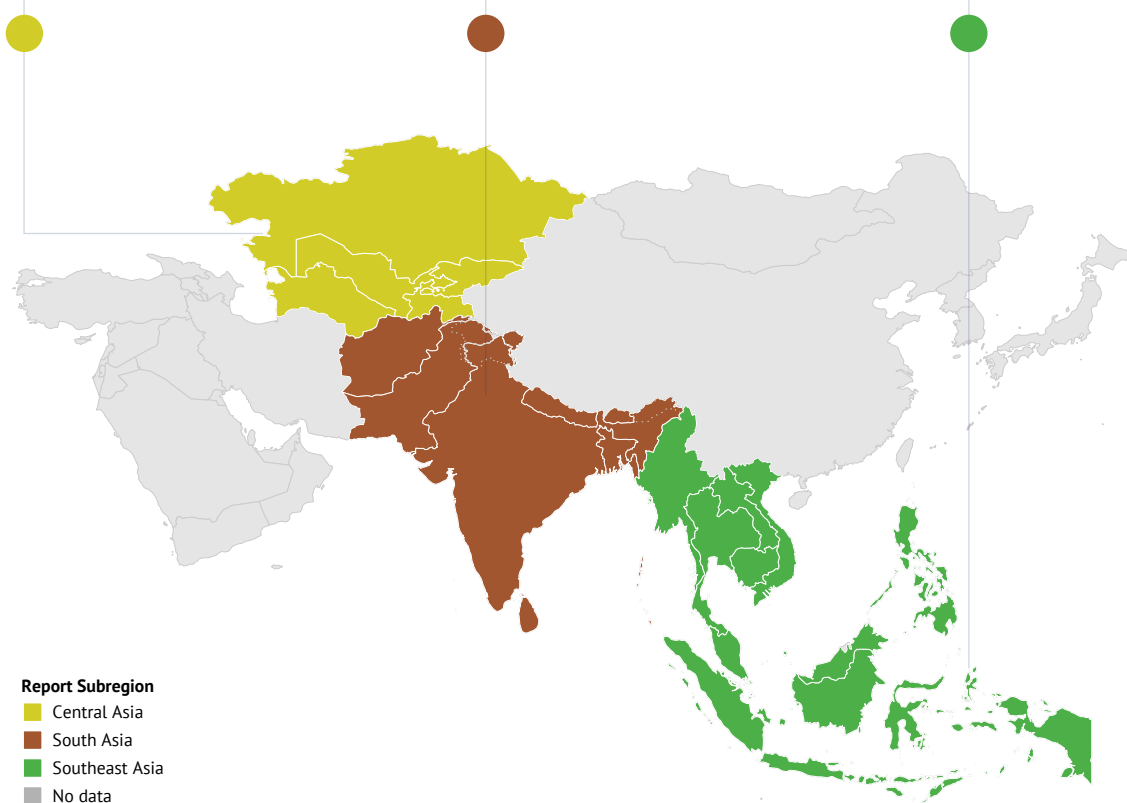 Report Subregion
Central Asia
South Asia
Southeast Asia
No data